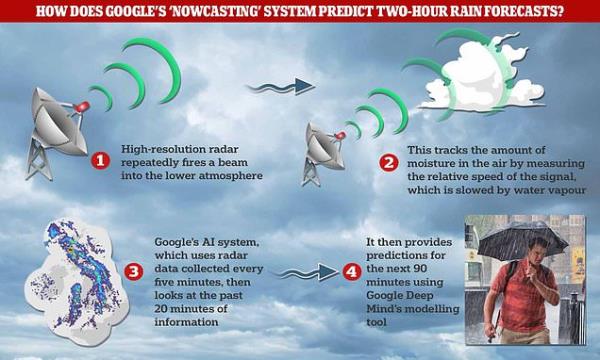 HOW DOES GOOGLE'S 'NOWCASTING' SYSTEM PREDICT TWO-HOUR RAIN FORECASTS?
1
High-resolution radar
repeatedly fires a beam
into the lower atmosphere
2
This tracks the amount of
moisture in the air by measuring
the relative speed of the signal,
which is slowed by water vapour
3
Google's AI system,
which uses radar
data collected every
five minutes, then
looks at the past
20 minutes of
information
4
It then provides
predictions for
the next 90
minutes using
Google Deep
Mind's modelling
tool